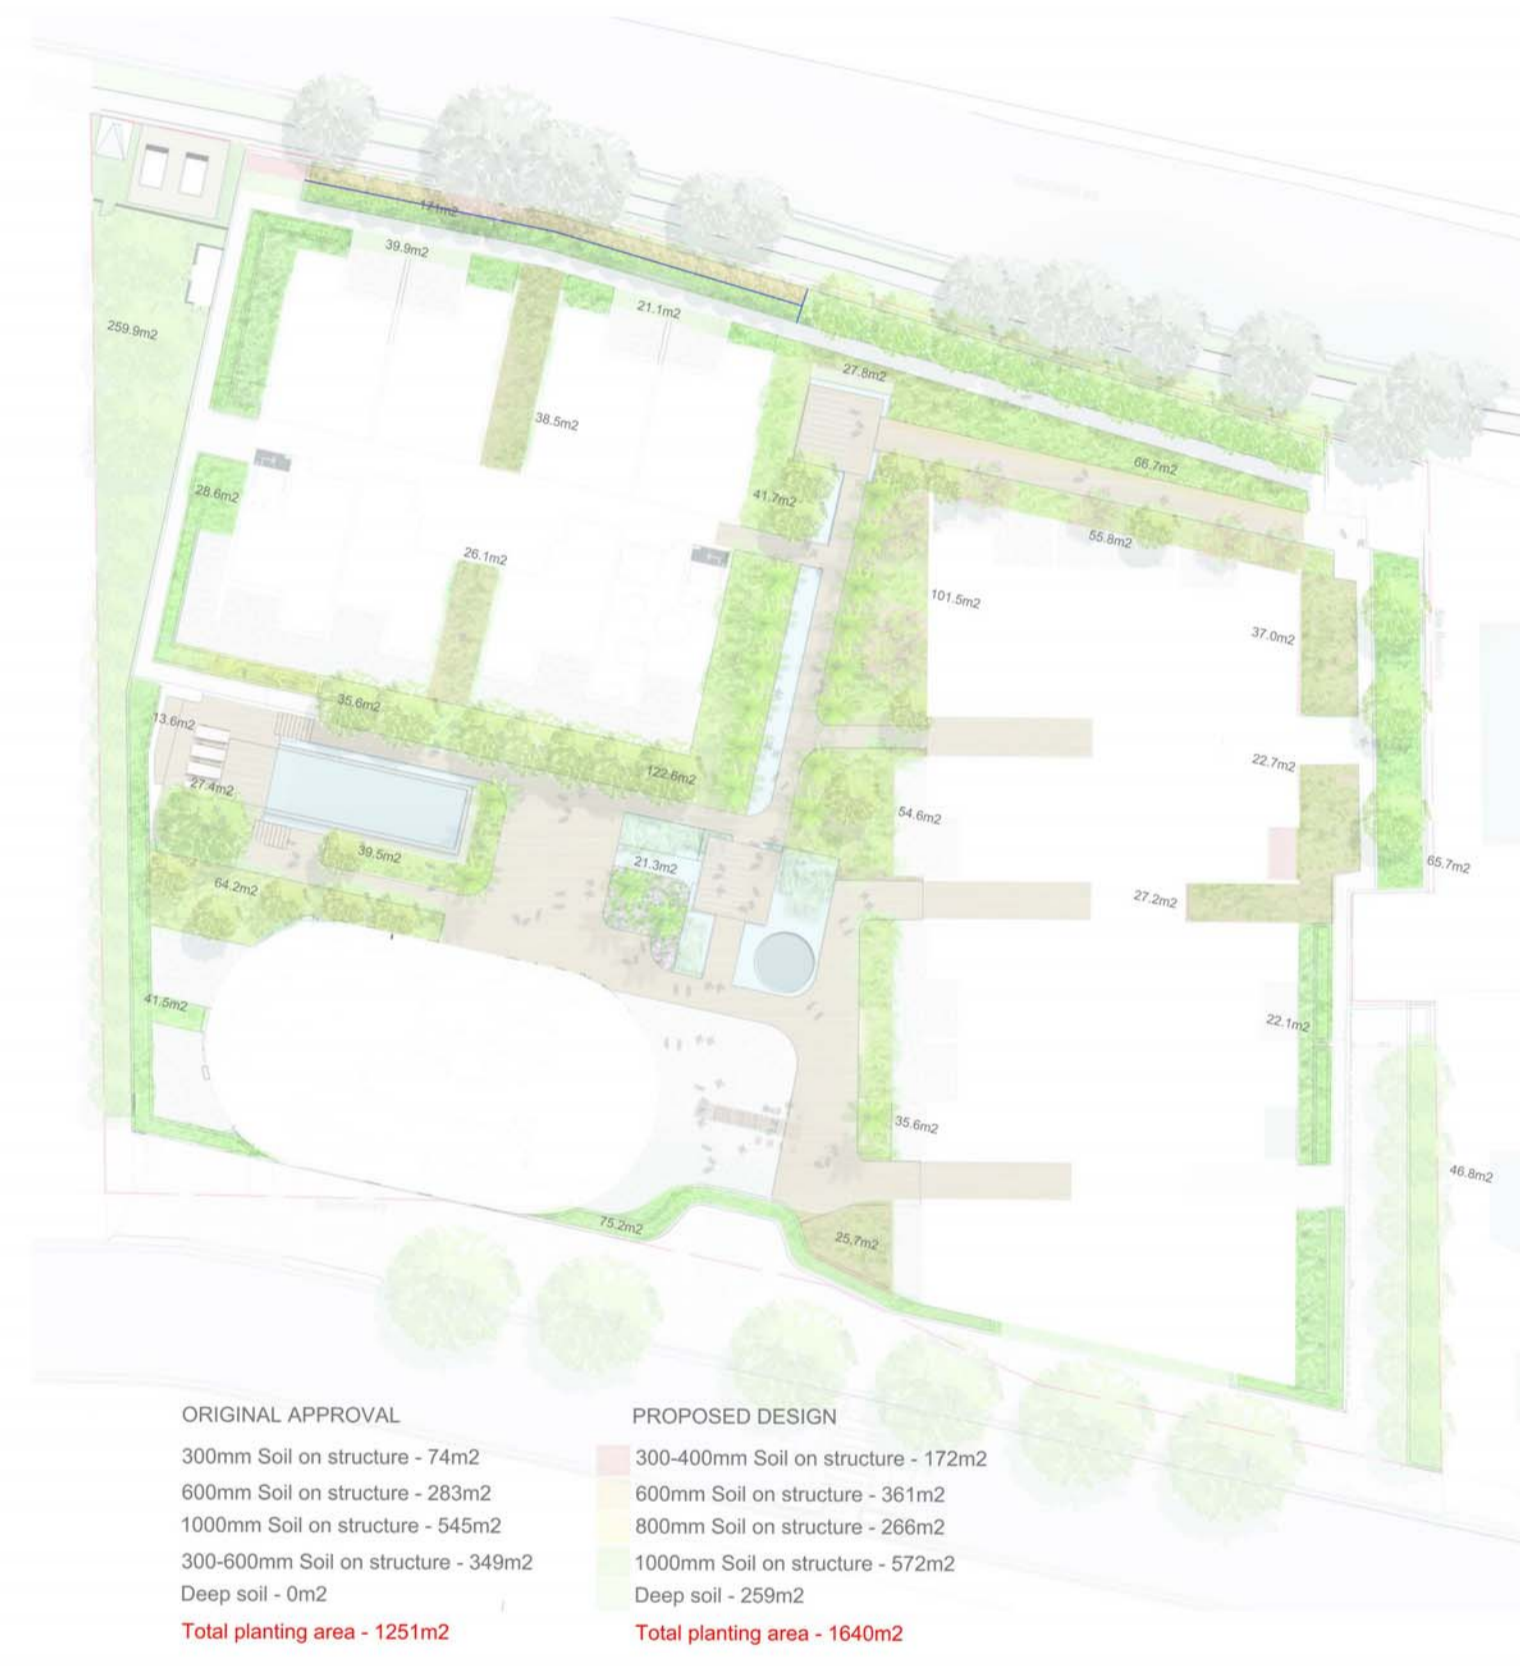 171m2
39.9m2
21.1m2
259.9m2
27.8m2
38.5m2
66.7m2
28.6m2
41.7m2
55.8m2
26.1m2
101.5m2
37.0m2
35.6m2
13.6m2
122.6m2
22.7m2
27.4m2
54.6m2
39.5m2
21.3m2
65.7m2
64.2m2
27.2m2
41.5m2
22.1m2
35.6m2
46.8m2
75.2m2
25.7m2
ORIGINAL APPROVAL
300mm Soil on structure - 74m2
600mm Soil on structure - 283m2
1000mm Soil on structure - 545m2
300-600mm Soil on structure - 349m2
Deep soil - 0m2
Total planting area - 1251m2
PROPOSED DESIGN
300-400mm Soil on structure - 172m2
600mm Soil on structure - 361m2
800mm Soil on structure - 266m2
1000mm Soil on structure - 572m2
Deep soil - 259m2
Total planting area - 1640m2